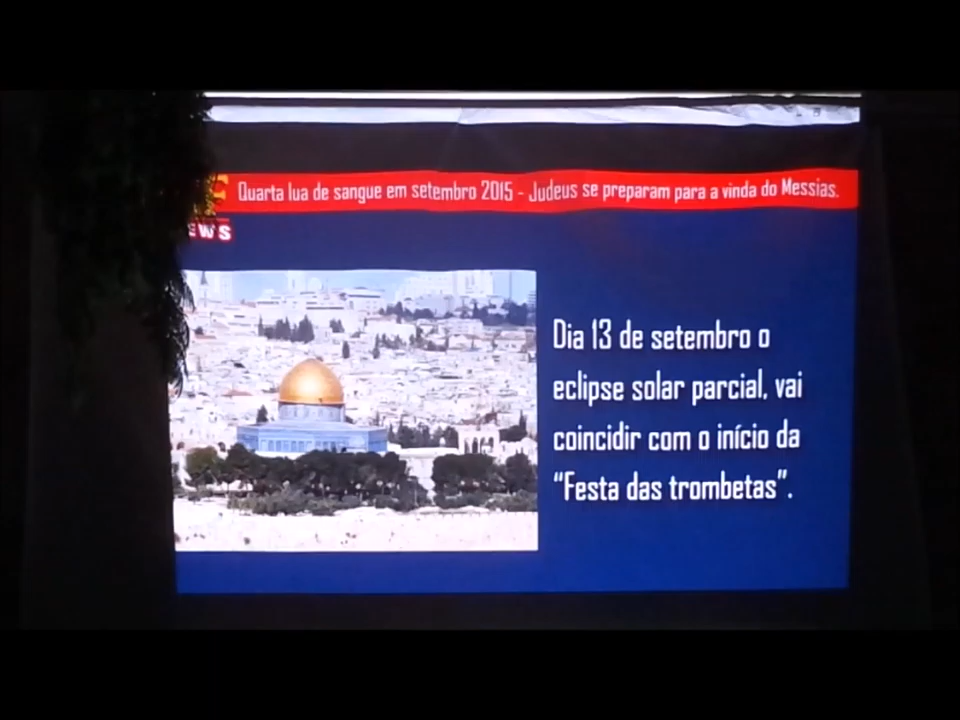 Quarta lua de sangue em setembro 2015 - Judeus se preparam para a vinda do Messias.
EWS
Dia 13 de setembro o
eclipse solar parcial, vai
coincidir com o início da
"Festa das trombetas".